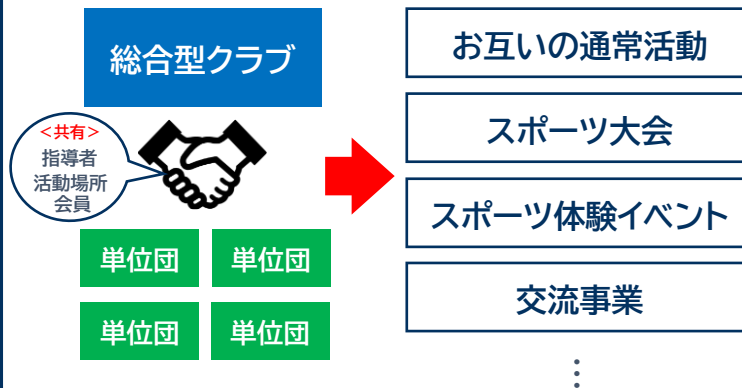 総合型クラブ
＜共有＞
指導者
活動場所
会員
単位団
単位団
単位団
単位団
お互いの通常活動
スポーツ大会
スポーツ体験イベント
交流事業
⋮